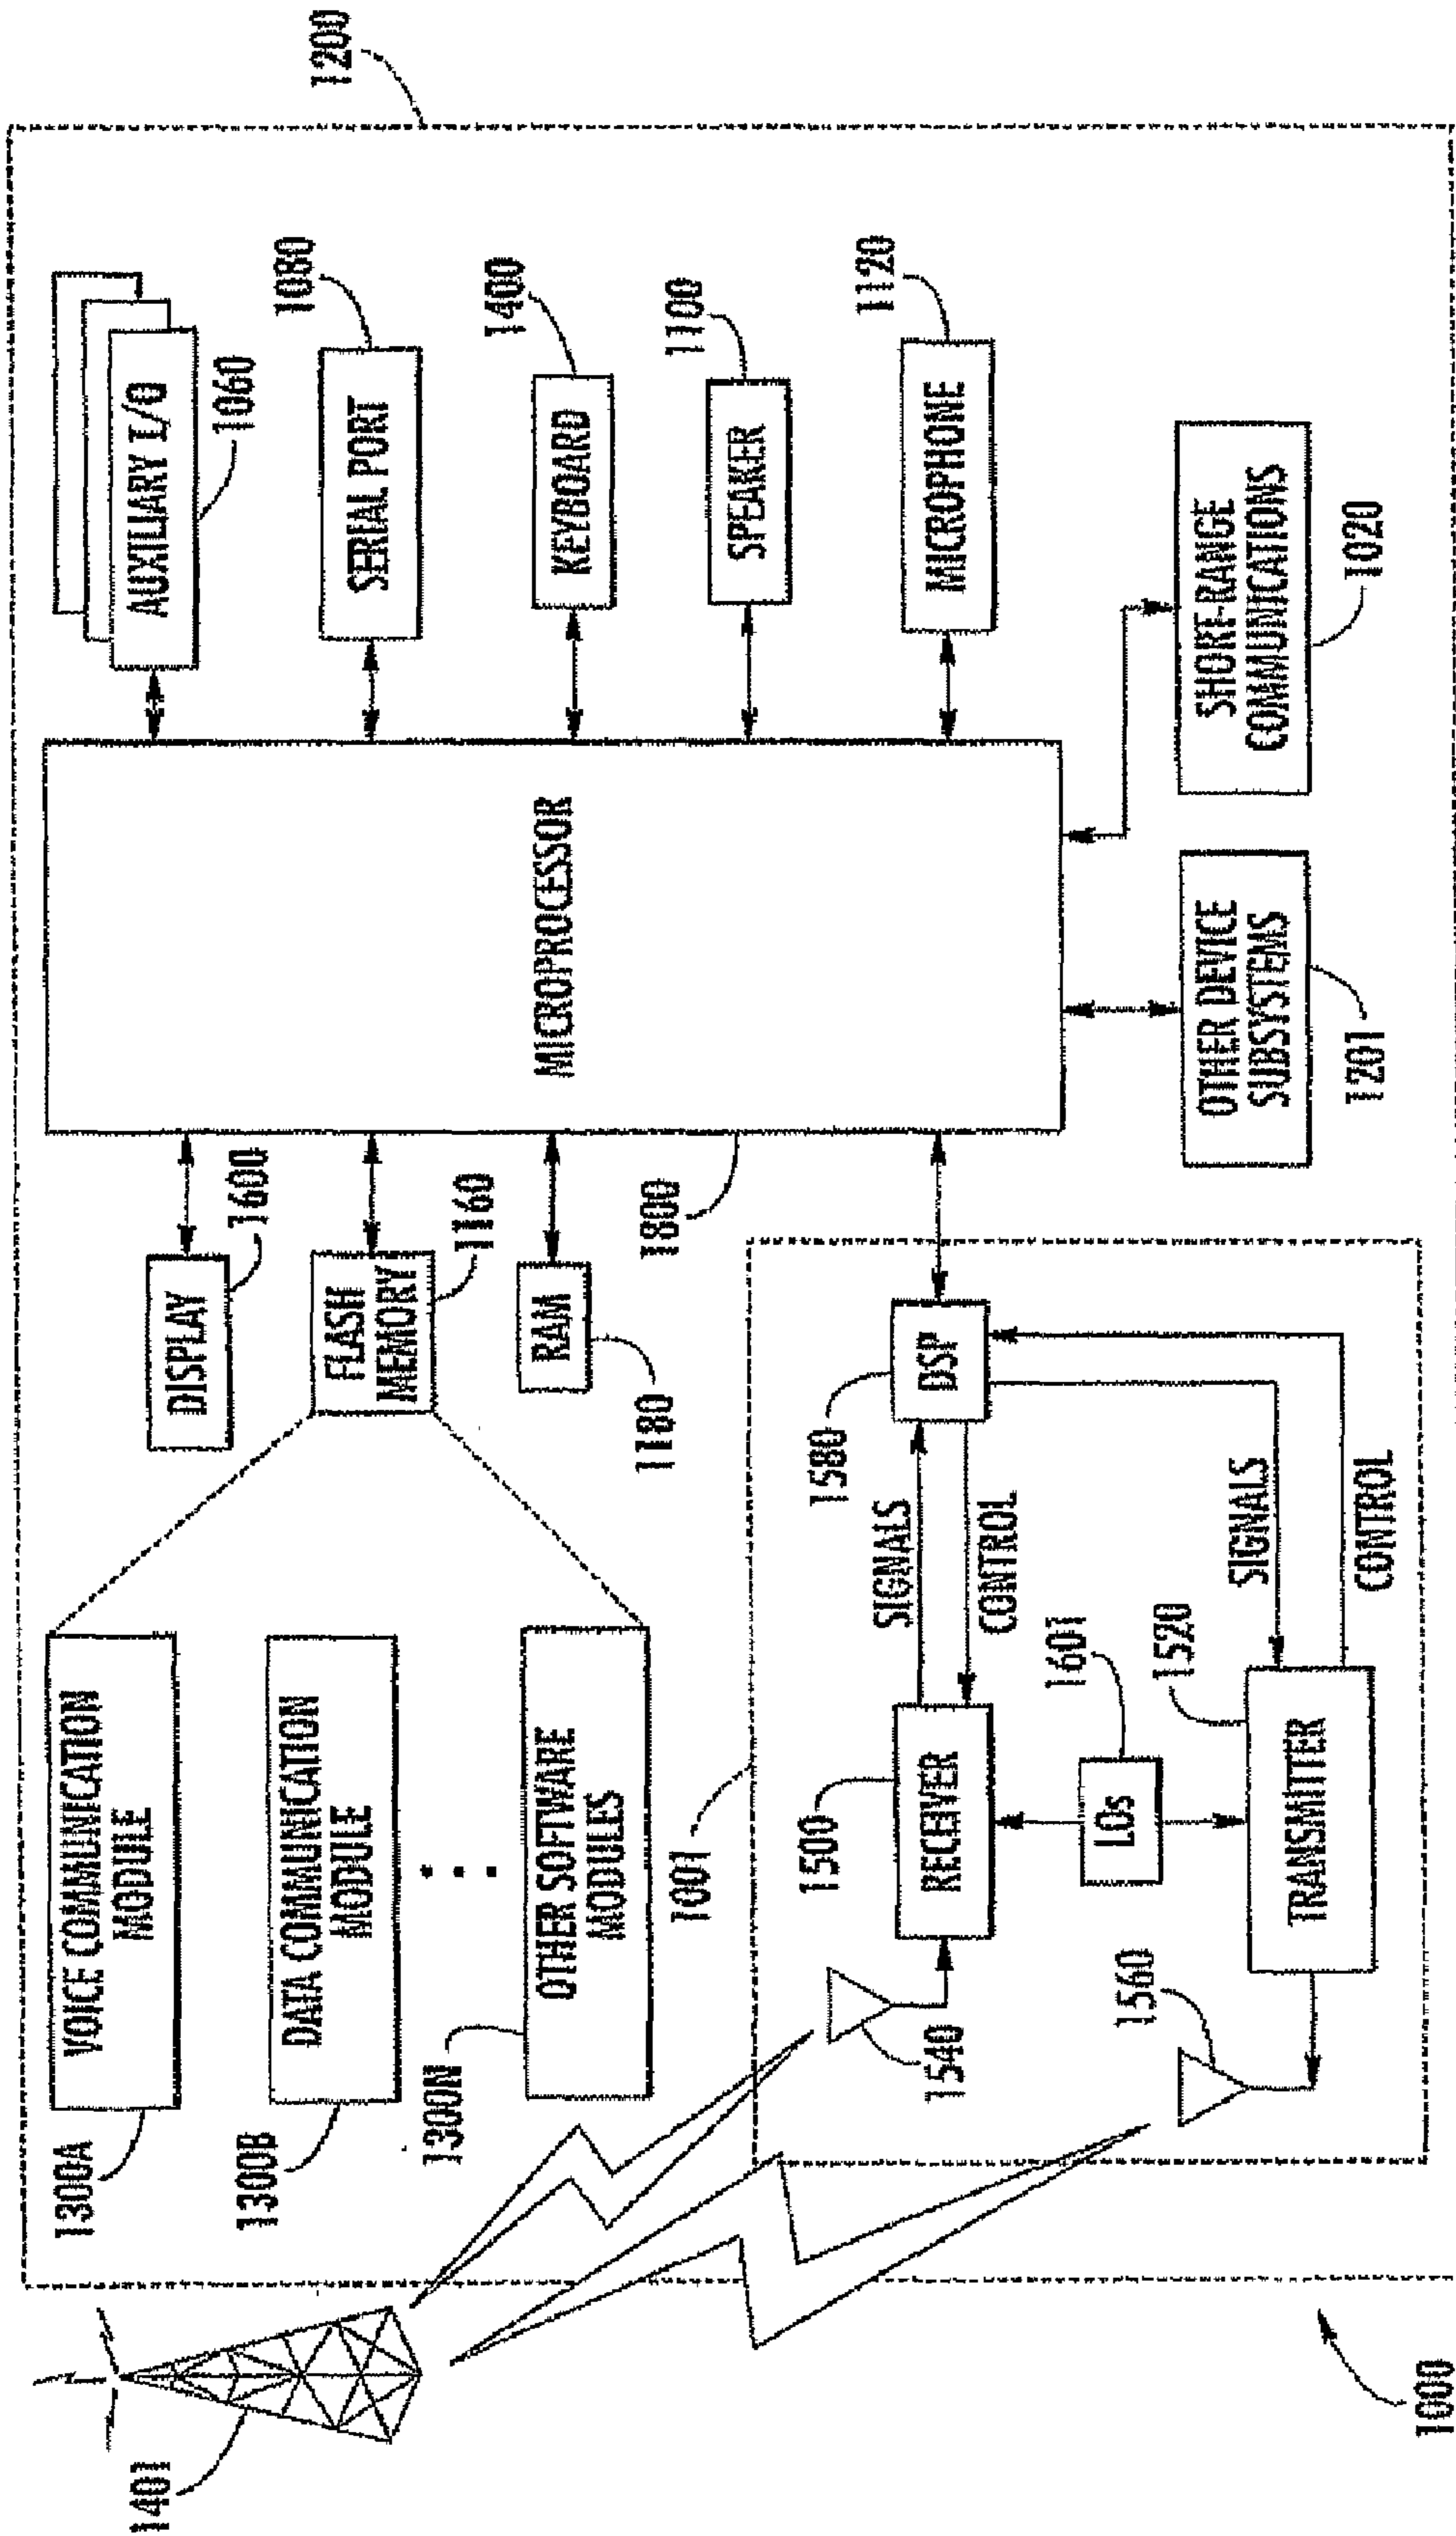 1401
1300A
VOICE COMMUNICATION
MODULE
1300B
DATA COMMUNICATION
MODULE
1300N
OTHER SOFTWARE
MODULES
DISPLAY
1600
FLASH
MEMORY
1160
RAM
1180
1800
MICROPROCESSOR
AUXILIARY I/O
1060
SERIAL PORT
1080
KEYBOARD
1400
SPEAKER
1100
MICROPHONE
1120
1200
1001
1500
RECEIVER
1540
SIGNALS
CONTROL
1580
DSP
LOs
1601
1560
TRANSMITTER
1520
SIGNALS
CONTROL
OTHER DEVICE
SUBSYSTEMS
1201
SHORT-RANGE
COMMUNICATIONS
1020
1000